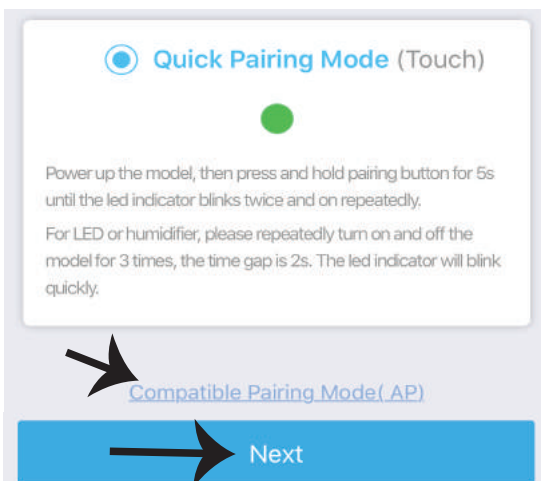 Quick Pairing Mode (Touch)
Power up the model, then press and hold pairing button for 5s
until the led indicator blinks twice and on repeatedly.
For LED or humidifier, please repeatedly turn on and off the
model for 3 times, the time gap is 2s. The led indicator will blink
quickly.
Compatible Pairing Mode( AP)
Next